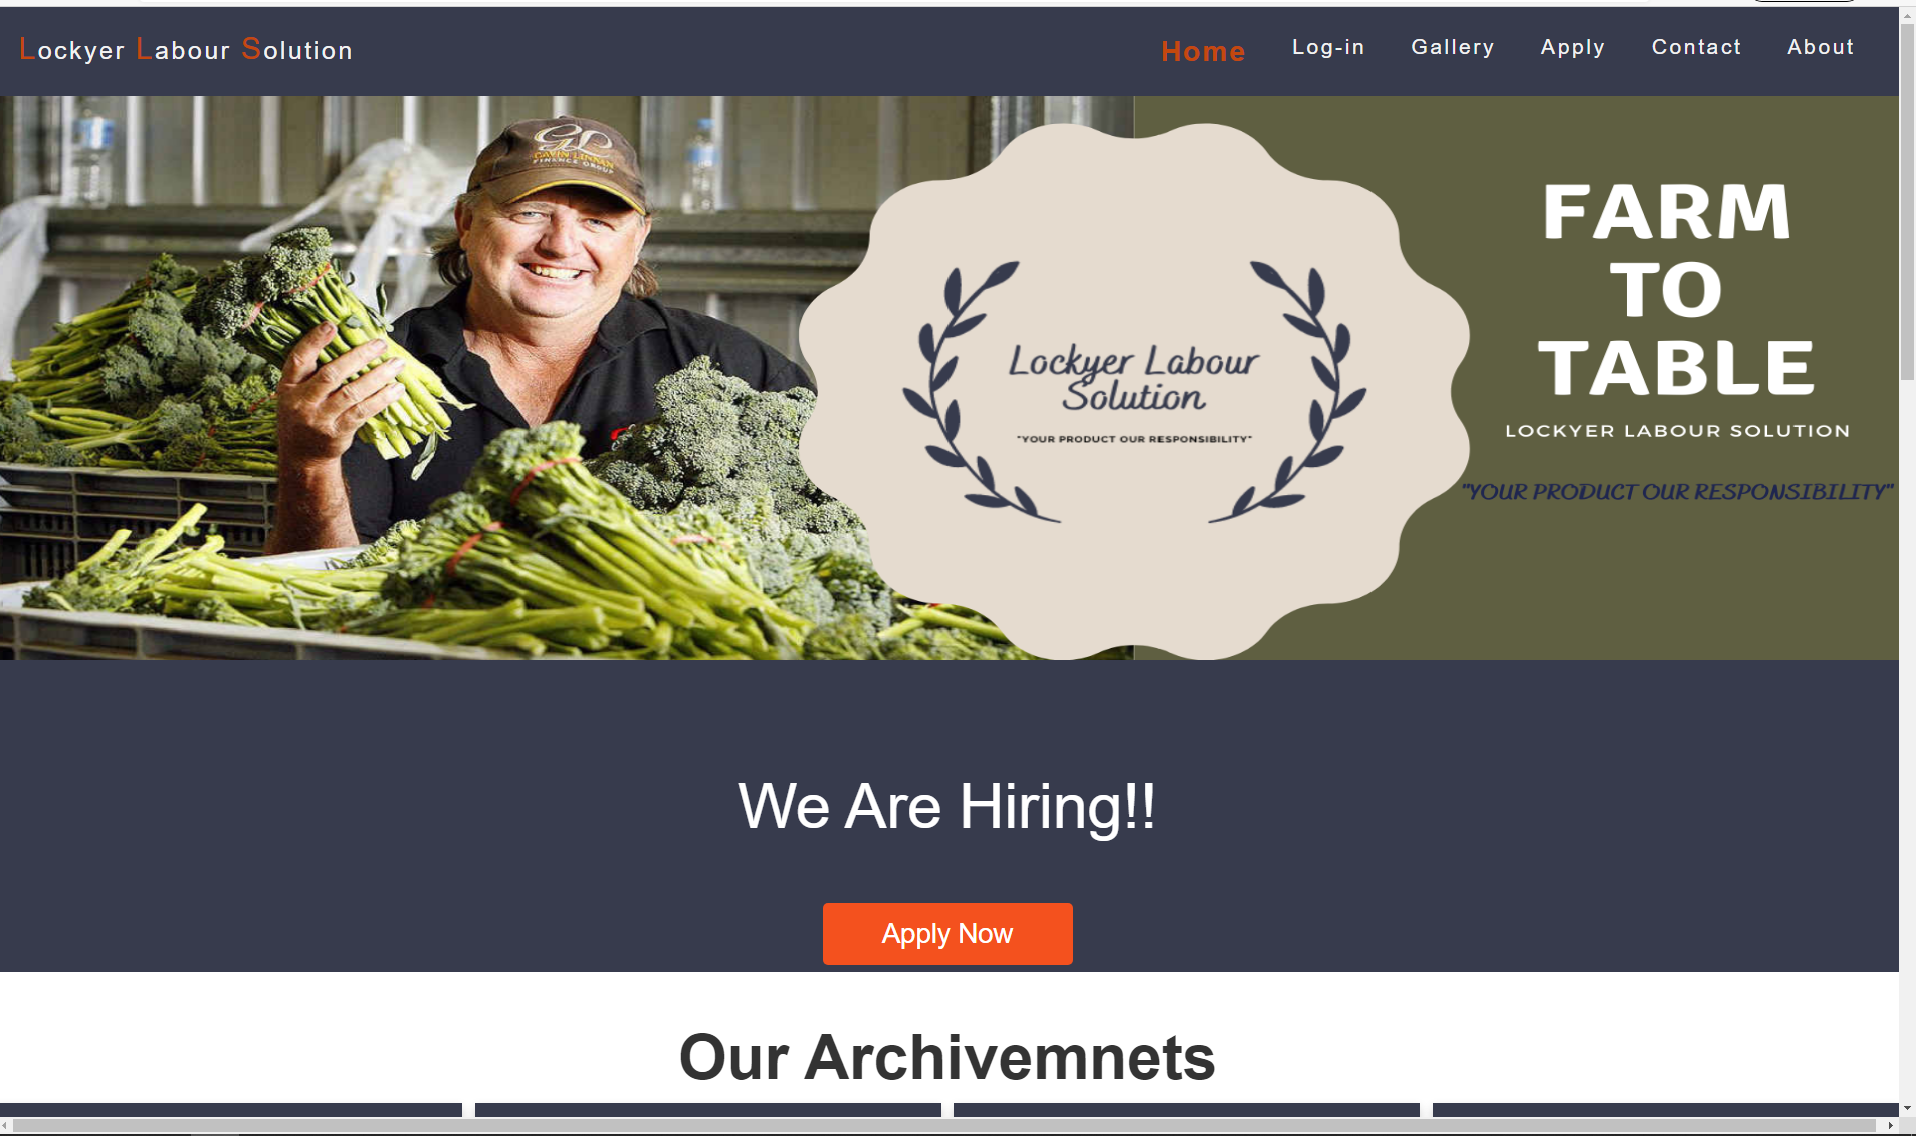 Lockyer Labour Solution
Home Log-in Gallery Apply Contact About
GL
GAVIN LINNAN
FINANCE GROUP
Lockyer Labour
Solution
"YOUR PRODUCT OUR RESPONSIBILITY"
FARM
TO
TABLE
LOCKYER LABOUR SOLUTION
"YOUR PRODUCT OUR RESPONSIBILITY"
We Are Hiring!!
Apply Now
Our Archivemnets